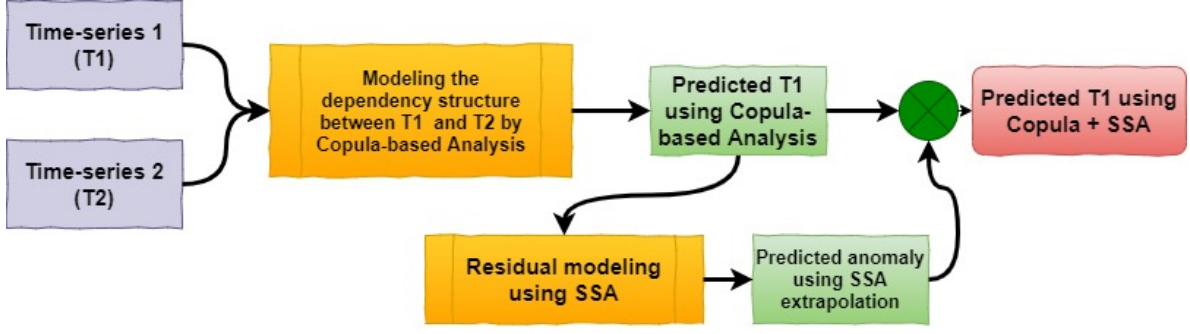 Time-series 1
(T1)
Time-series 2
(T2)
Modeling the
dependency structure
between T1 and T2 by
Copula-based Analysis
Predicted T1
using Copula-
based Analysis
Predicted T1 using
Copula + SSA
Residual modeling
using SSA
Predicted anomaly
using SSA
extrapolation